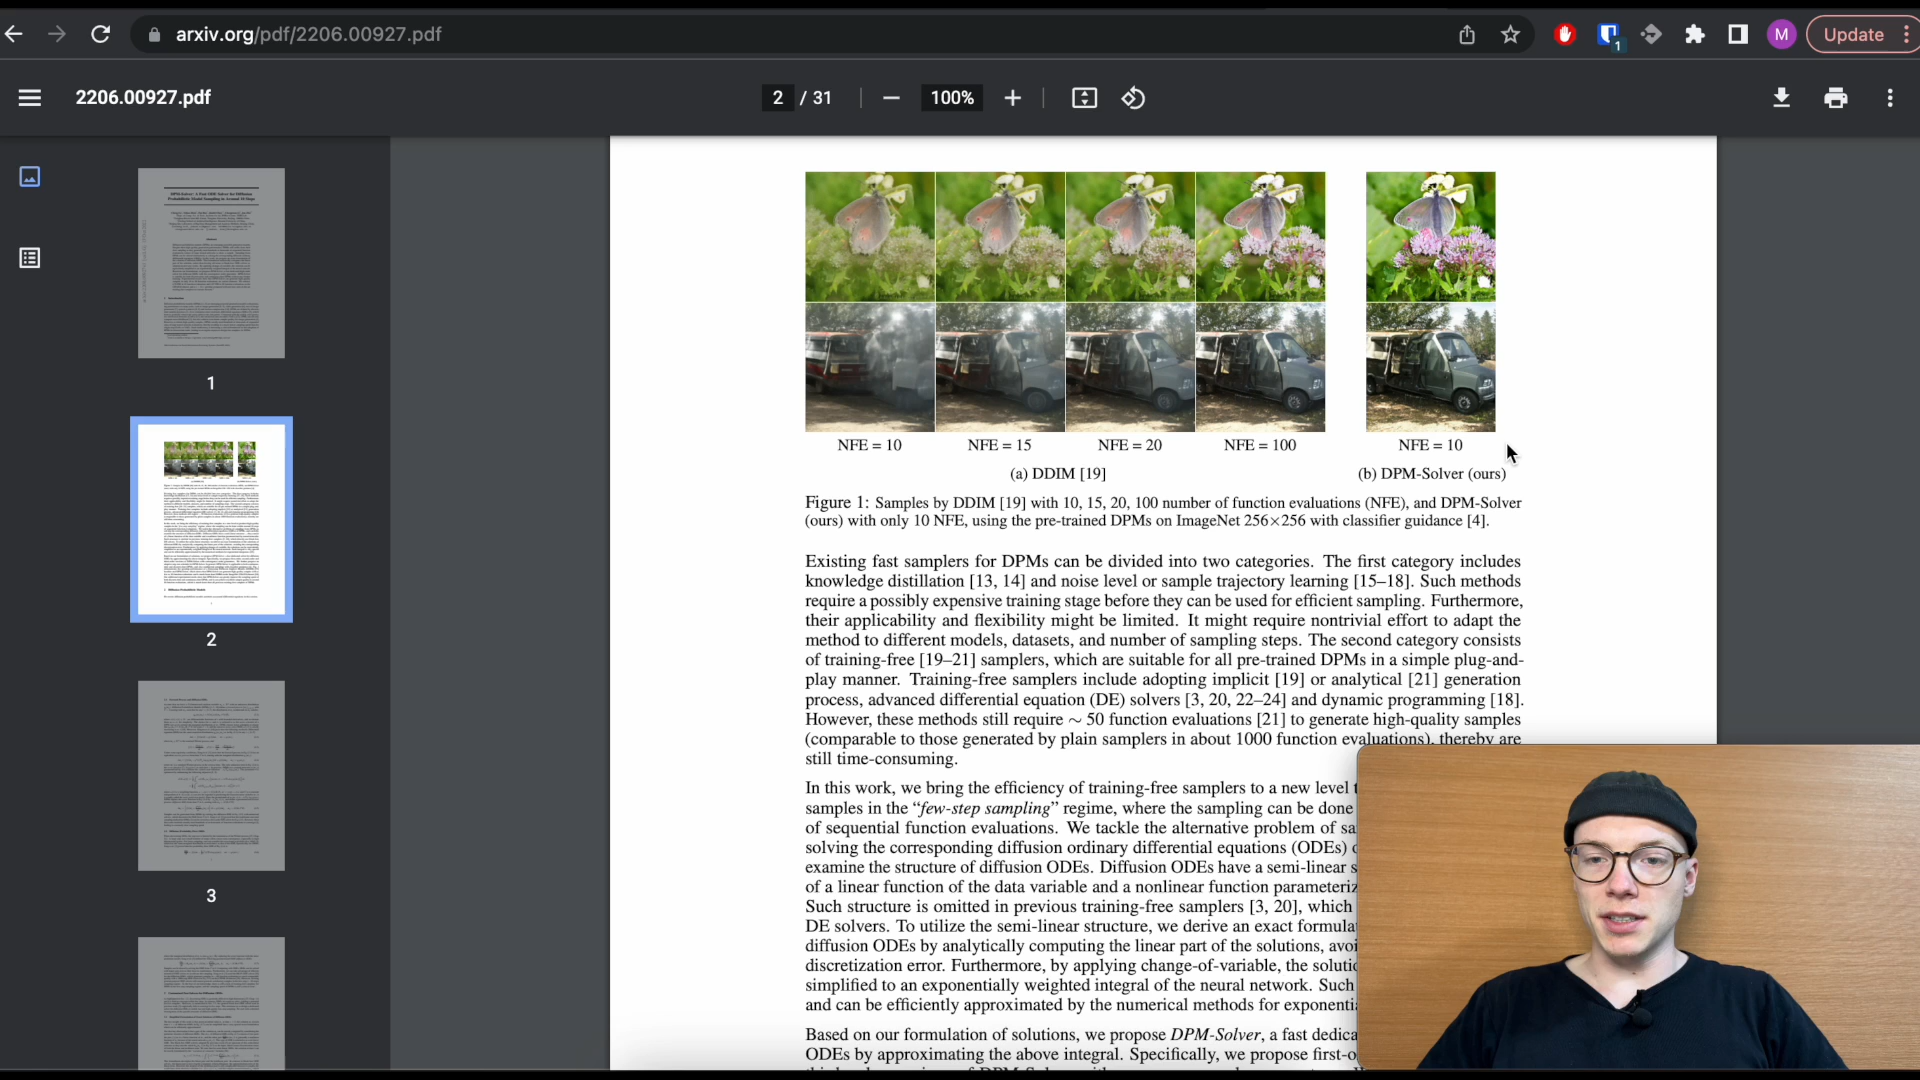 arxiv.org/pdf/2206.00927.pdf
1
M
Update
2206.00927.pdf
2 / 31
100%
1
2
3
NFE = 10
NFE = 15
NFE = 20
NFE = 100
NFE = 10
(a) DDIM [19]
(b) DPM-Solver (ours)
Figure 1: Samples by DDIM [19] with 10, 15, 20, 100 number of function evaluations (NFE), and DPM-Solver
(ours) with only 10 NFE, using the pre-trained DPMs on ImageNet 256×256 with classifier guidance [4].
Existing fast samplers for DPMs can be divided into two categories. The first category includes
knowledge distillation [13, 14] and noise level or sample trajectory learning [15–18]. Such methods
require a possibly expensive training stage before they can be used for efficient sampling. Furthermore,
their applicability and flexibility might be limited. It might require nontrivial effort to adapt the
method to different models, datasets, and number of sampling steps. The second category consists
of training-free [19–21] samplers, which are suitable for all pre-trained DPMs in a simple plug-and-
play manner. Training-free samplers include adopting implicit [19] or analytical [21] generation
process, advanced differential equation (DE) solvers [3, 20, 22–24] and dynamic programming [18].
However, these methods still require ∼ 50 function evaluations [21] to generate high-quality samples
(comparable to those generated by plain samplers in about 1000 function evaluations), thereby are
still time-consuming.
In this work, we bring the efficiency of training-free samplers to a new level
samples in the “few-step sampling” regime, where the sampling can be done
of sequential function evaluations. We tackle the alternative problem of sa
solving the corresponding diffusion ordinary differential equations (ODEs)
examine the structure of diffusion ODEs. Diffusion ODEs have a semi-linear s
of a linear function of the data variable and a nonlinear function parameteriz
Such structure is omitted in previous training-free samplers [3, 20], which
DE solvers. To utilize the semi-linear structure, we derive an exact formula
diffusion ODEs by analytically computing the linear part of the solutions, avoi
discretization error. Furthermore, by applying change-of-variable, the solutio
simplified to an exponentially weighted integral of the neural network. Such
and can be efficiently approximated by the numerical methods for exponentia
Based on our formulation of solutions, we propose DPM-Solver, a fast dedica
ODEs by approximating the above integral. Specifically, we propose first-o